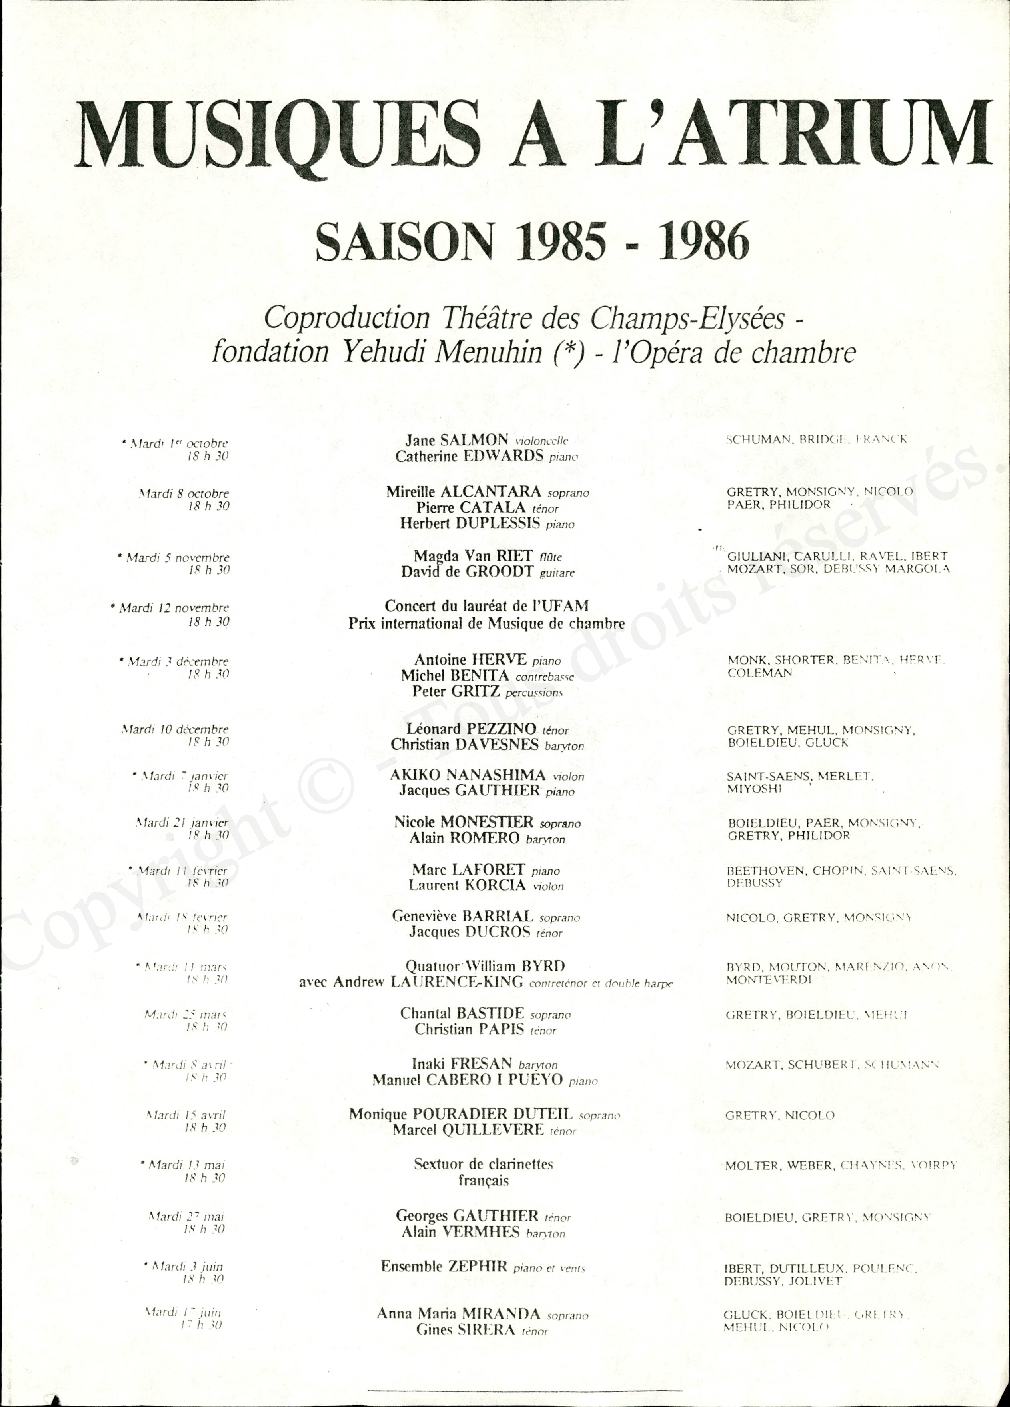 MUSIQUES A L'ATRIUM
SAISON 1985 - 1986
Coproduction Théâtre des Champs-Elysées -
fondation Yehudi Menuhin (*) - l'Opéra de chambre
* Mardi 1er octobre
18 h 30
Jane SALMON violoncelle
Catherine EDWARDS piano
SCHUMAN, BRIDGE, FRANCK
Mardi 8 octobre
18 h 30
Mireille ALCANTARA soprano
Pierre CATALA ténor
Herbert DUPLESSIS piano
GRETRY, MONSIGNY, NICOLO
PAER, PHILIDOR
* Mardi 5 novembre
18 h 30
Magda Van RIET flûte
David de GROODT guitare
GIULIANI, CARULLI, RAVEL, IBERT
MOZART, SOR, DEBUSSY MARGOLA
* Mardi 12 novembre
18 h 30
Concert du lauréat de l'UFAM
Prix international de Musique de chambre
* Mardi 3 décembre
18 h 30
Antoine HERVE piano
Michel BENITA contrebasse
Peter GRITZ percussions
MONK, SHORTER, BENITA, HERVE,
COLEMAN
Mardi 10 décembre
18 h 30
Léonard PEZZINO ténor
Christian DAVESNES baryton
GRETRY, MEHUL, MONSIGNY,
BOIELDIEU, GLUCK
* Mardi 7 janvier
18 h 30
AKIKO NANASHIMA violon
Jacques GAUTHIER piano
SAINT-SAENS, MERLET,
MIYOSHI
Mardi 21 janvier
18 h 30
Nicole MONESTIER soprano
Alain ROMERO baryton
BOIELDIEU, PAER, MONSIGNY,
GRETRY, PHILIDOR
* Mardi 11 février
18 h 30
Marc LAFORET piano
Laurent KORCIA violon
BEETHOVEN, CHOPIN, SAINT-SAENS,
DEBUSSY
Mardi 18 février
18 h 30
Geneviève BARRIAL soprano
Jacques DUCROS ténor
NICOLO, GRETRY, MONSIGNY
* Mardi 11 mars
18 h 30
Quatuor William BYRD
avec Andrew LAURENCE-KING contreténor et double harpe
BYRD, MOUTON, MARENZIO, ANON,
MONTEVERDI
Mardi 25 mars
18 h 30
Chantal BASTIDE soprano
Christian PAPIS ténor
GRETRY, BOIELDIEU, MEHUL
* Mardi 8 avril
18 h 30
Inaki FRESAN baryton
Manuel CABERO I PUEYO piano
MOZART, SCHUBERT, SCHUMANN
Mardi 15 avril
18 h 30
Monique POURADIER DUTEIL soprano
Marcel QUILLEVERE ténor
GRETRY, NICOLO
* Mardi 13 mai
18 h 30
Sextuor de clarinettes
français
MOLTER, WEBER, CHAYNES, VOIRPY
Mardi 27 mai
18 h 30
Georges GAUTHIER ténor
Alain VERMHES baryton
BOIELDIEU, GRETRY, MONSIGNY
* Mardi 3 juin
18 h 30
Ensemble ZEPHIR piano et vents
IBERT, DUTILLEUX, POULENC,
DEBUSSY, JOLIVET
Mardi 17 juin
17 h 30
Anna Maria MIRANDA soprano
Gines SIRERA ténor
GLUCK, BOIELDIEU, GRETRY,
MEHUL, NICOLO
Copyright © - Tous droits réservés.